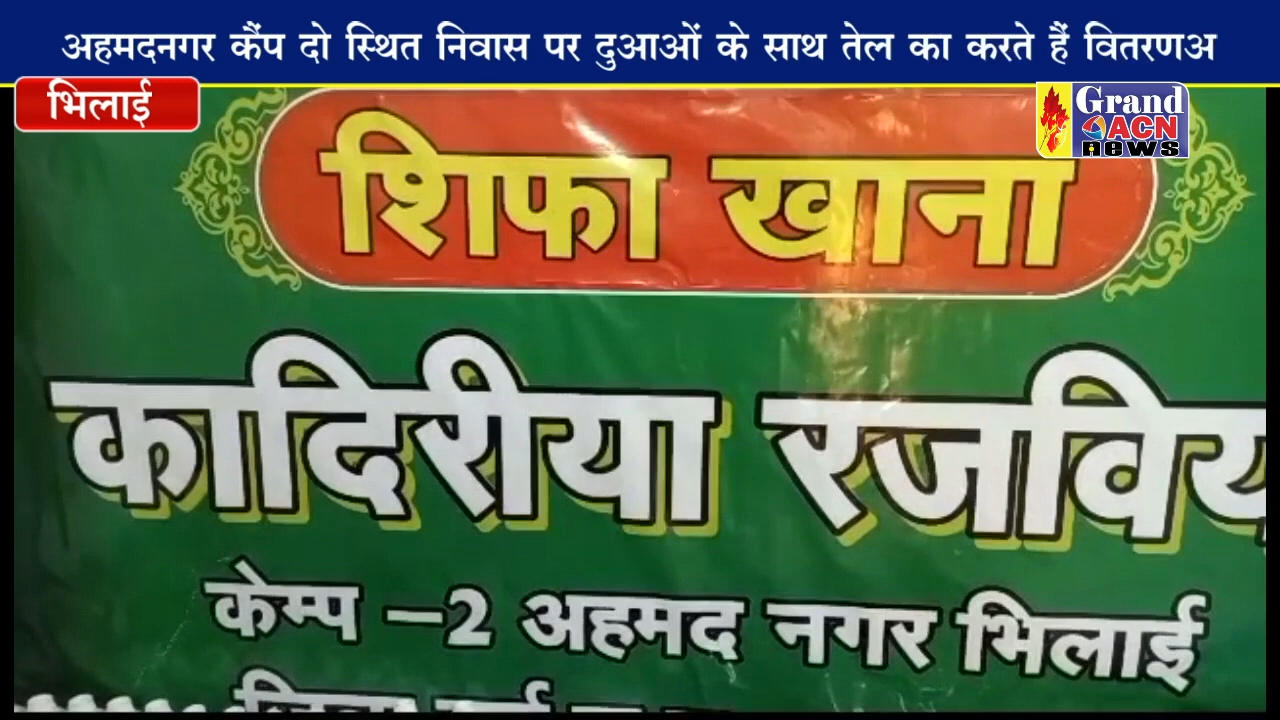 अहमदनगर कैंप दो स्थित निवास पर दुआओं के साथ तेल का करते हैं वितरणअ
भिलाई
Grand
ACN
news
शिफा खाना
कादिरीया रजविय
केम्प –2 अहमद नगर भिलाई